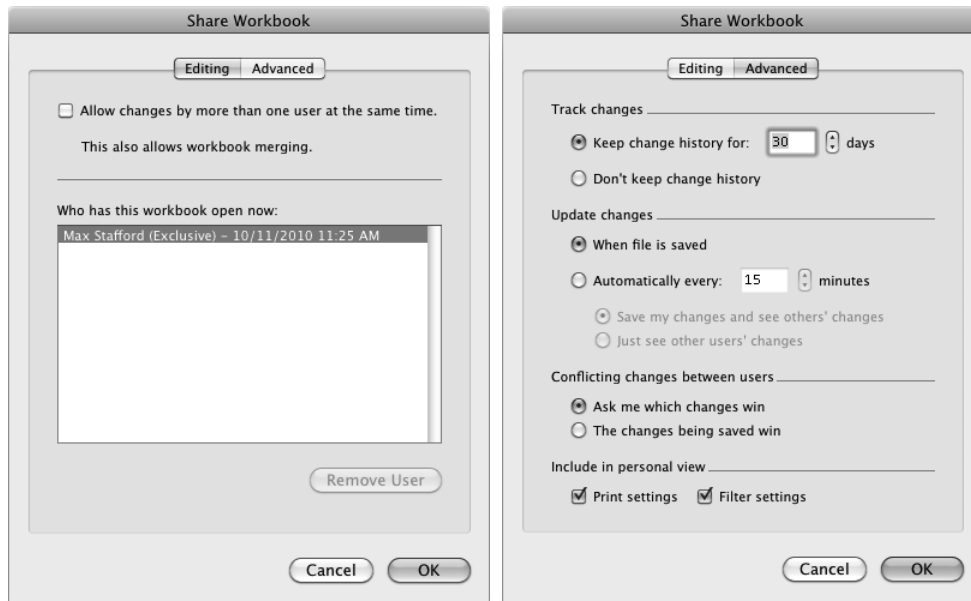 Share Workbook
Editing Advanced
Allow changes by more than one user at the same time.
This also allows workbook merging.
Who has this workbook open now:
Max Stafford (Exclusive) – 10/11/2010 11:25 AM
Remove User
Cancel OK
Share Workbook
Editing Advanced
Track changes
Keep change history for: 30 days
Don't keep change history
Update changes
When file is saved
Automatically every: 15 minutes
Save my changes and see others' changes
Just see other users' changes
Conflicting changes between users
Ask me which changes win
The changes being saved win
Include in personal view
Print settings Filter settings
Cancel OK